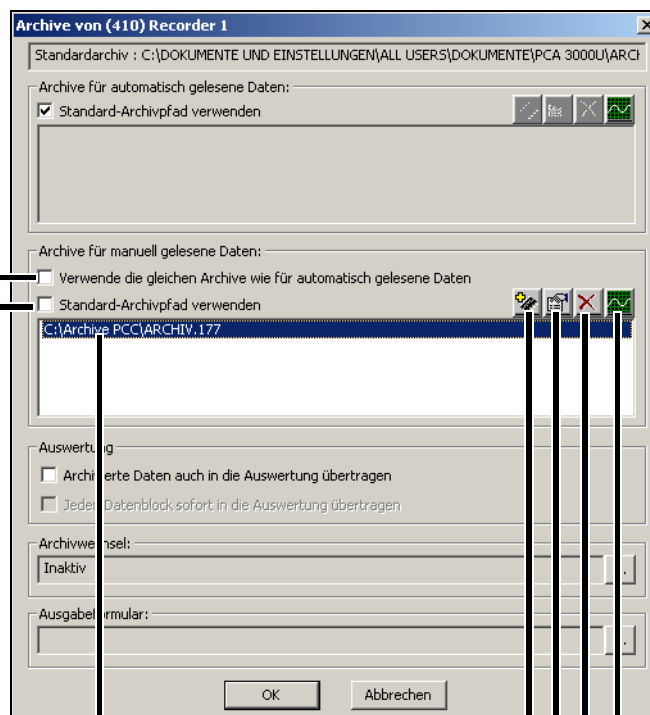 Archive von (410) Recorder 1
Standardarchiv : C:\DOKUMENTE UND EINSTELLUNGEN\ALL USERS\DOKUMENTE\PCA 3000U\ARCH
Archive für automatisch gelesene Daten:
Standard-Archivpfad verwenden
Archive für manuell gelesene Daten:
Verwende die gleichen Archive wie für automatisch gelesene Daten
Standard-Archivpfad verwenden
C:\Archive PCC\ARCHIV.177
Auswertung
Archivierte Daten auch in die Auswertung übertragen
Jeden Datenblock sofort in die Auswertung übertragen
Archivwechsel:
Inaktiv
Ausgabeformular:
OK
Abbrechen